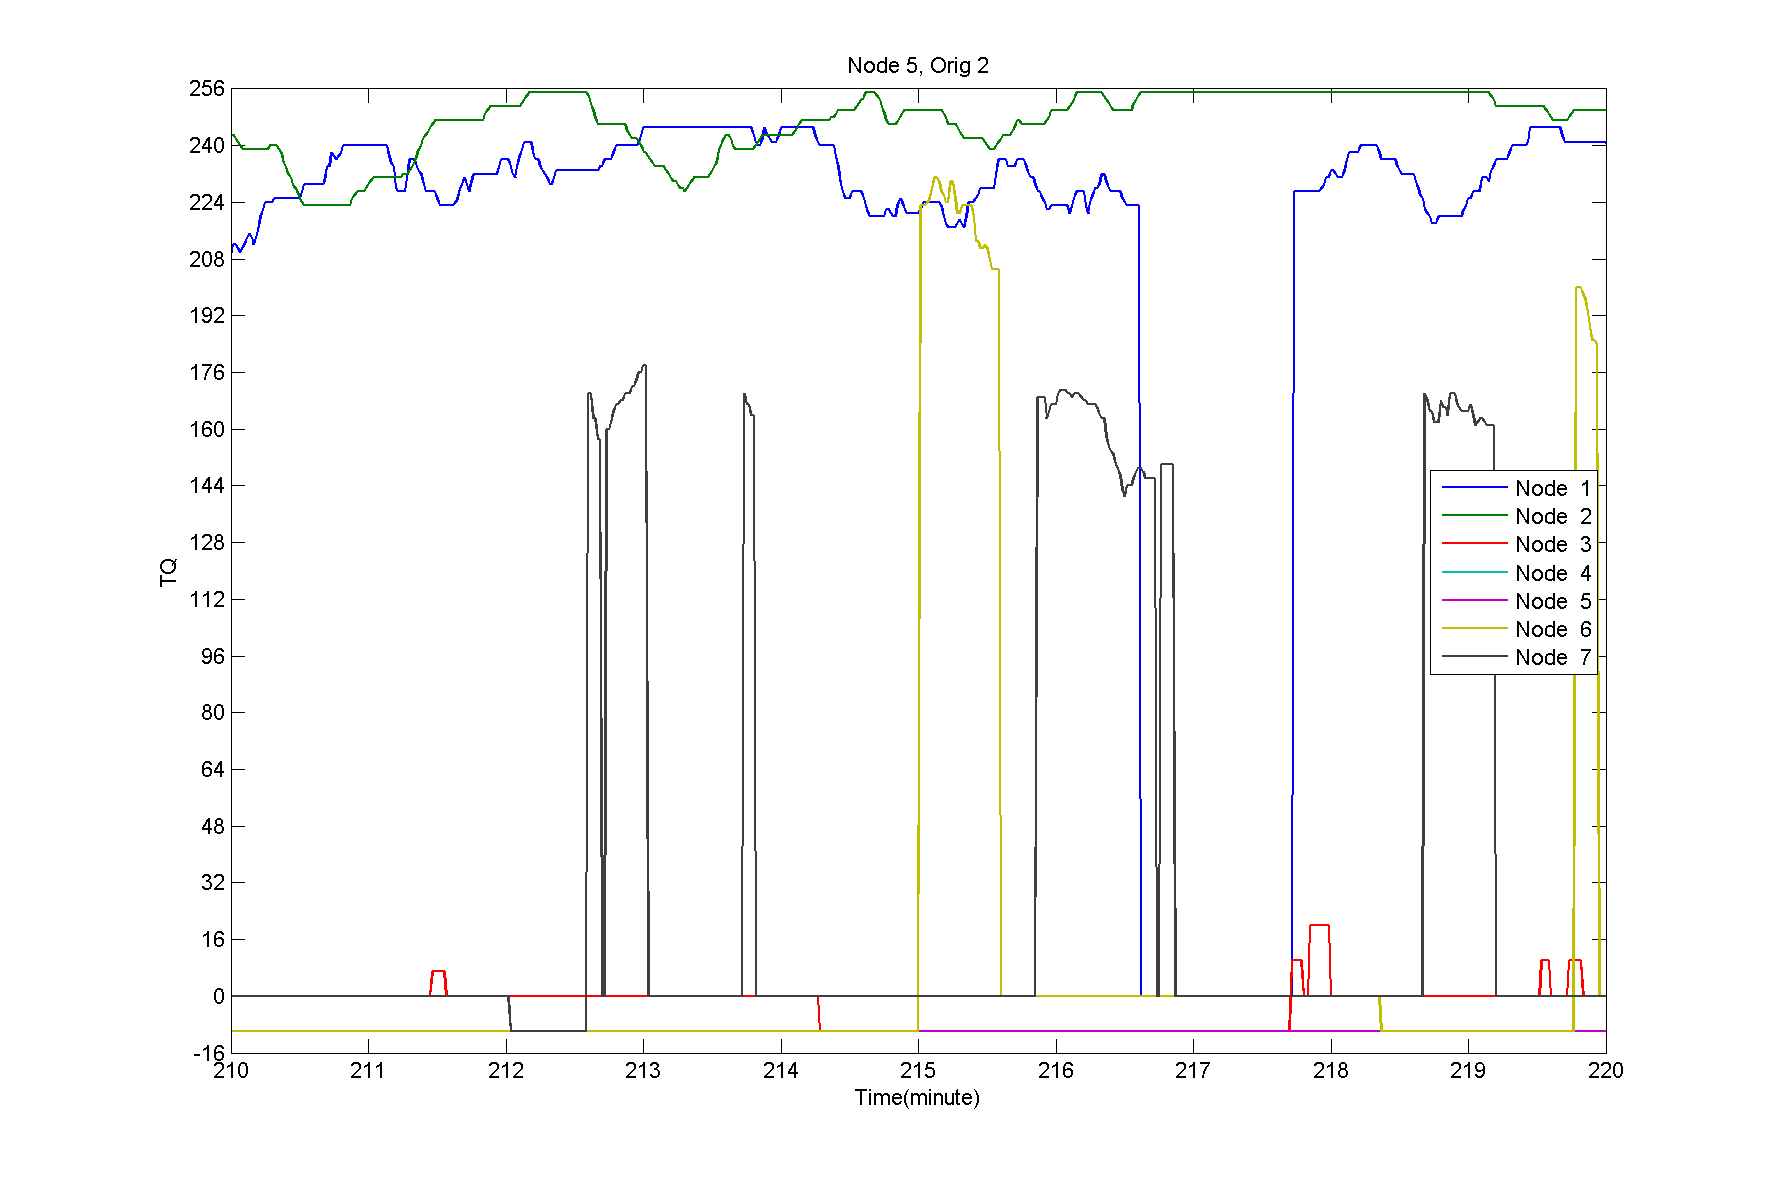 Node 5, Orig 2
256
240
224
208
192
176
160
144
128
112
96
80
64
48
32
16
0
-16
TQ
Node 1
Node 2
Node 3
Node 4
Node 5
Node 6
Node 7
210 211 212 213 214 215 216 217 218 219 220
Time(minute)